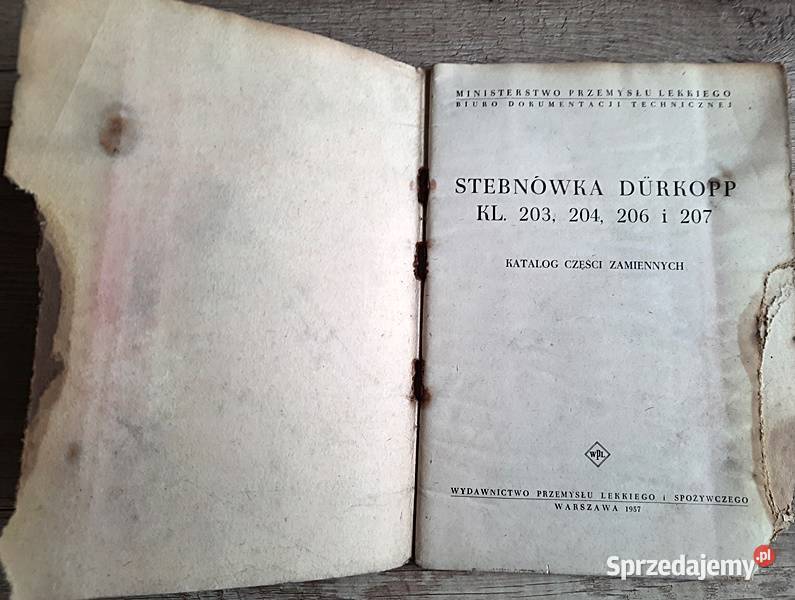 MINISTERSTWO PRZEMYSŁU LEKKIEGO
BIURO DOKUMENTACJI TECHNICZNEJ
STEBNÓWKA DÜRKOPP
KL. 203, 204, 206 i 207
KATALOG CZĘŚCI ZAMIENNYCH
WPL
WYDAWNICTWO PRZEMYSŁU LEKKIEGO i SPOŻYWCZEGO
WARSZAWA 1957
Sprzedajemy.pl